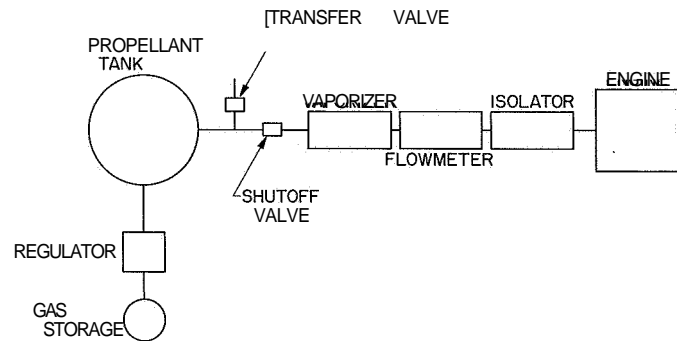 [TRANSFER VALVE
PROPELLANT
TANK
VAPORIZER
ISOLATOR
ENGINE
FLOWMETER
SHUTOFF
VALVE
REGULATOR
GAS
STORAGE